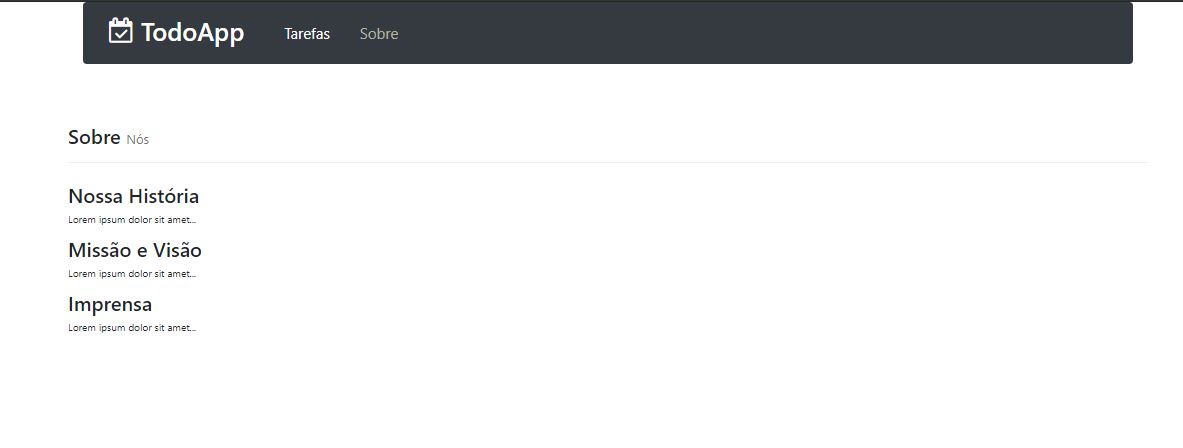 TodoApp Tarefas Sobre
Sobre Nós
Nossa História
Lorem ipsum dolor sit amet...
Missão e Visão
Lorem ipsum dolor sit amet...
Imprensa
Lorem ipsum dolor sit amet...